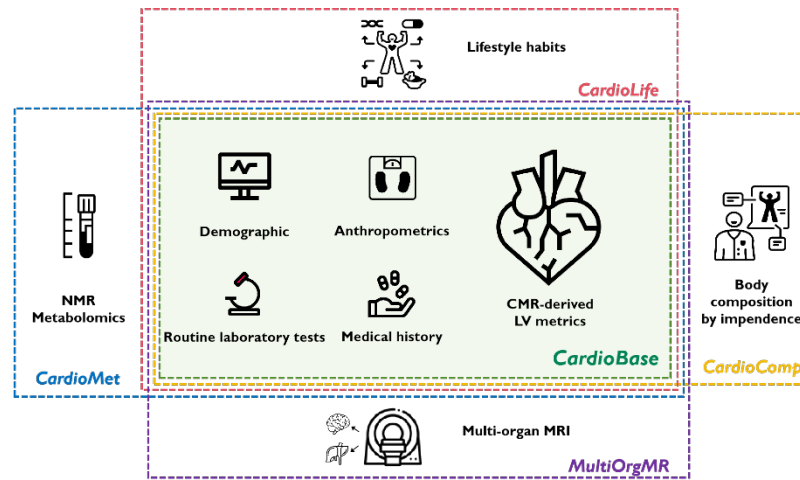 Lifestyle habits
CardioLife
Demographic
Anthropometrics
NMR
Metabolomics
CardioMet
Routine laboratory tests
Medical history
CMR-derived
LV metrics
CardioBase
Body
composition
by impendence
CardioComp
Multi-organ MRI
MultiOrgMR